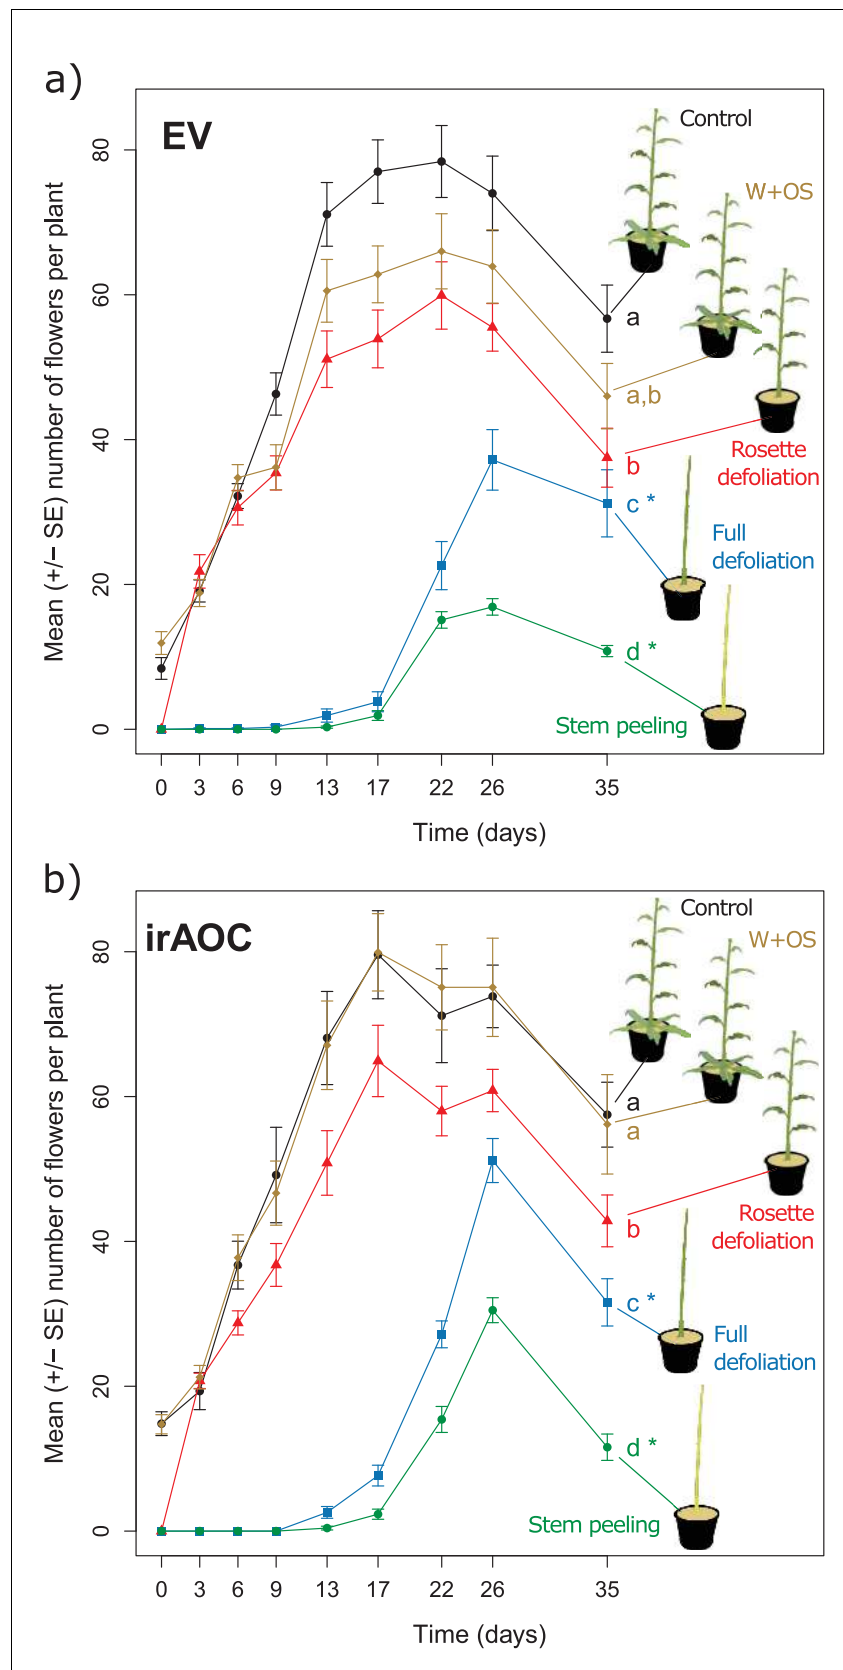 a)
EV
Control
W+OS
Rosette
defoliation
Full
defoliation
Stem peeling
a
a,b
b
c *
d *
Mean (+/− SE) number of flowers per plant
80
60
40
20
0
0 3 6 9 13 17 22 26 35
Time (days)
b)
irAOC
Control
W+OS
Rosette
defoliation
Full
defoliation
Stem peeling
a
a
b
c *
d *
Mean (+/− SE) number of flowers per plant
80
60
40
20
0
0 3 6 9 13 17 22 26 35
Time (days)